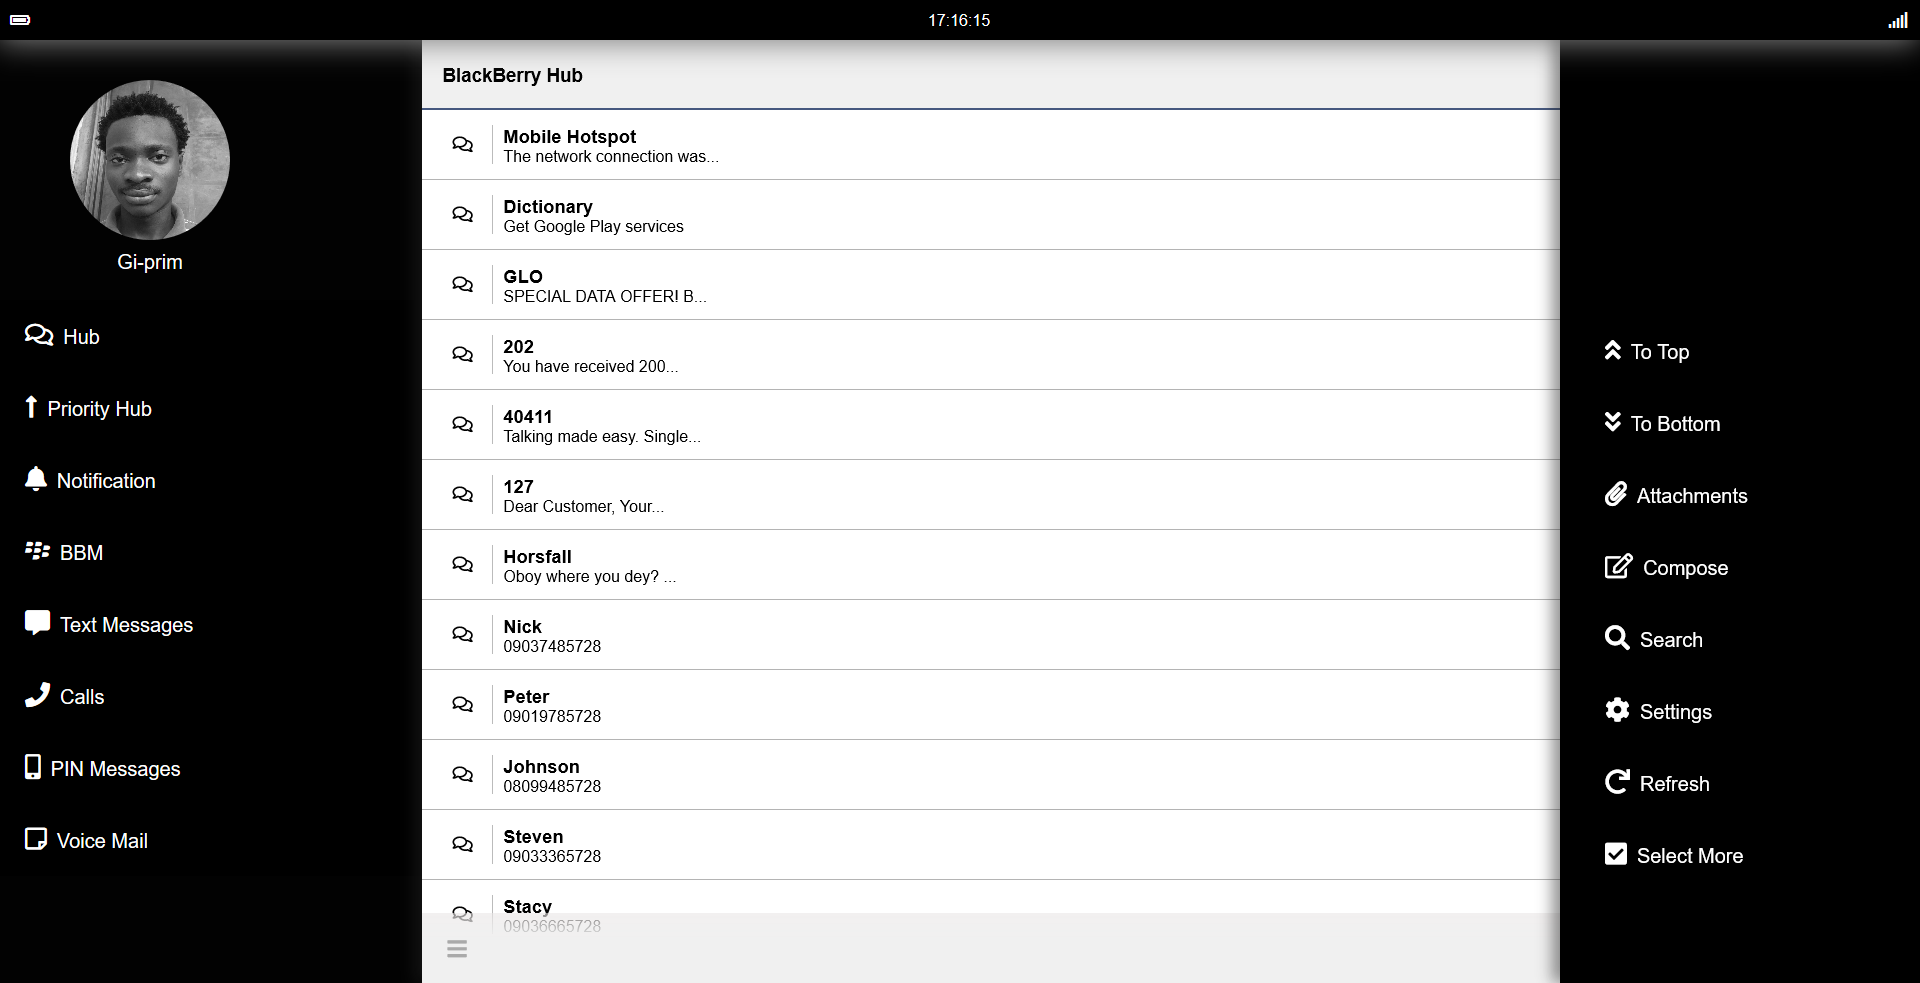 17:16:15
Gi-prim
Hub
Priority Hub
Notification
BBM
Text Messages
Calls
PIN Messages
Voice Mail
BlackBerry Hub
Mobile Hotspot
The network connection was...
Dictionary
Get Google Play services
GLO
SPECIAL DATA OFFER! B...
202
You have received 200...
40411
Talking made easy. Single...
127
Dear Customer, Your...
Horsfall
Oboy where you dey? ...
Nick
09037485728
Peter
09019785728
Johnson
08099485728
Steven
09033365728
Stacy
09036665728
To Top
To Bottom
Attachments
Compose
Search
Settings
Refresh
Select More